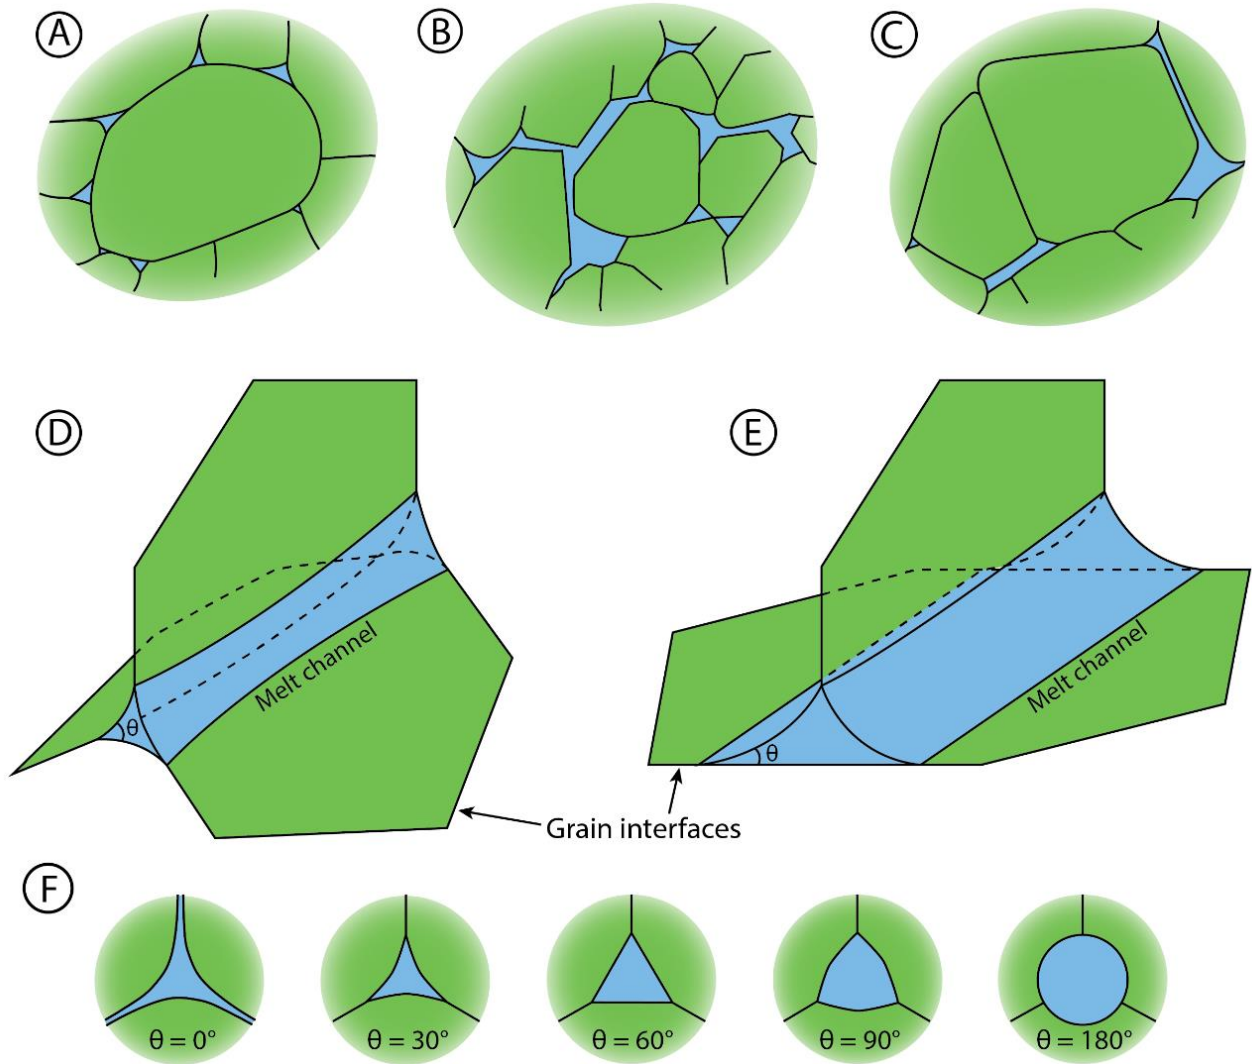 A
B
C
D
E
θ
Melt channel
θ
Melt channel
Grain interfaces
F
θ = 0°
θ = 30°
θ = 60°
θ = 90°
θ = 180°